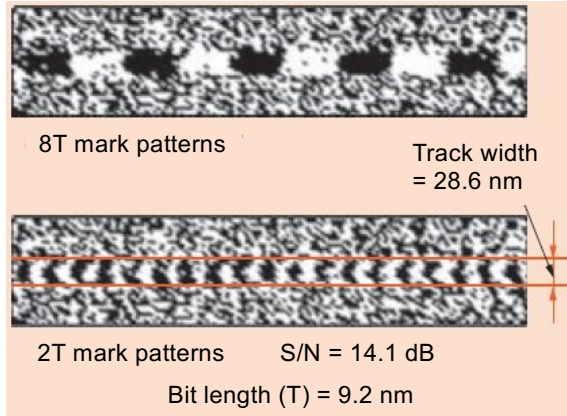 8T mark patterns
Track width
= 28.6 nm
2T mark patterns S/N = 14.1 dB
Bit length (T) = 9.2 nm